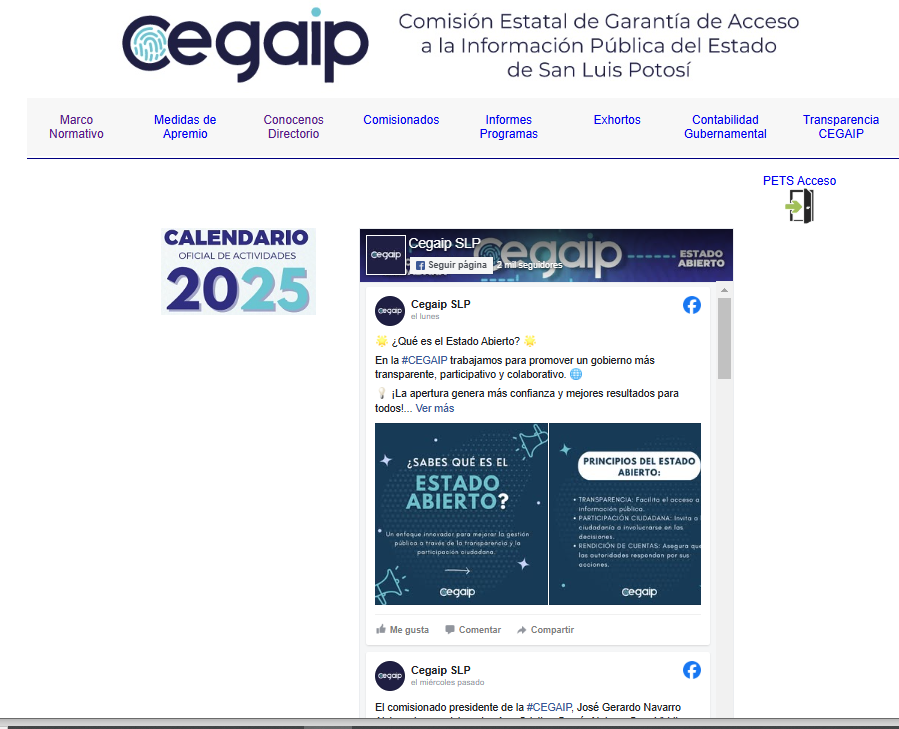 Cegaip
Comisión Estatal de Garantía de Acceso
a la Información Pública del Estado
de San Luis Potosí
Marco
Normativo
Medidas de
Apremio
Conocenos
Directorio
Comisionados
Informes
Programas
Exhortos
Contabilidad
Gubernamental
Transparencia
CEGAIP
PETS Acceso
CALENDARIO
OFICIAL DE ACTIVIDADES
2025
Cegaip
Cegaip SLP
Seguir página
2 mil seguidores
Cegaip
ESTADO
ABIERTO
Cegaip
Cegaip SLP
el lunes
¿Qué es el Estado Abierto?
En la #CEGAIP trabajamos para promover un gobierno más
transparente, participativo y colaborativo.
¡La apertura genera más confianza y mejores resultados para
todos!... Ver más
¿SABES QUÉ ES EL
ESTADO
ABIERTO?
Un enfoque innovador para mejorar la gestión
pública a través de la transparencia y la
participación ciudadana.
Cegaip
PRINCIPIOS DEL ESTADO
ABIERTO:
• TRANSPARENCIA: Facilita el acceso a
información pública.
• PARTICIPACIÓN CIUDADANA: Invita a
ciudadanía a involucrarse en las
decisiones.
• RENDICIÓN DE CUENTAS: Asegura que
las autoridades respondan por sus
acciones.
Cegaip
Me gusta
Comentar
Compartir
Cegaip
Cegaip SLP
el miércoles pasado
El comisionado presidente de la #CEGAIP, José Gerardo Navarro